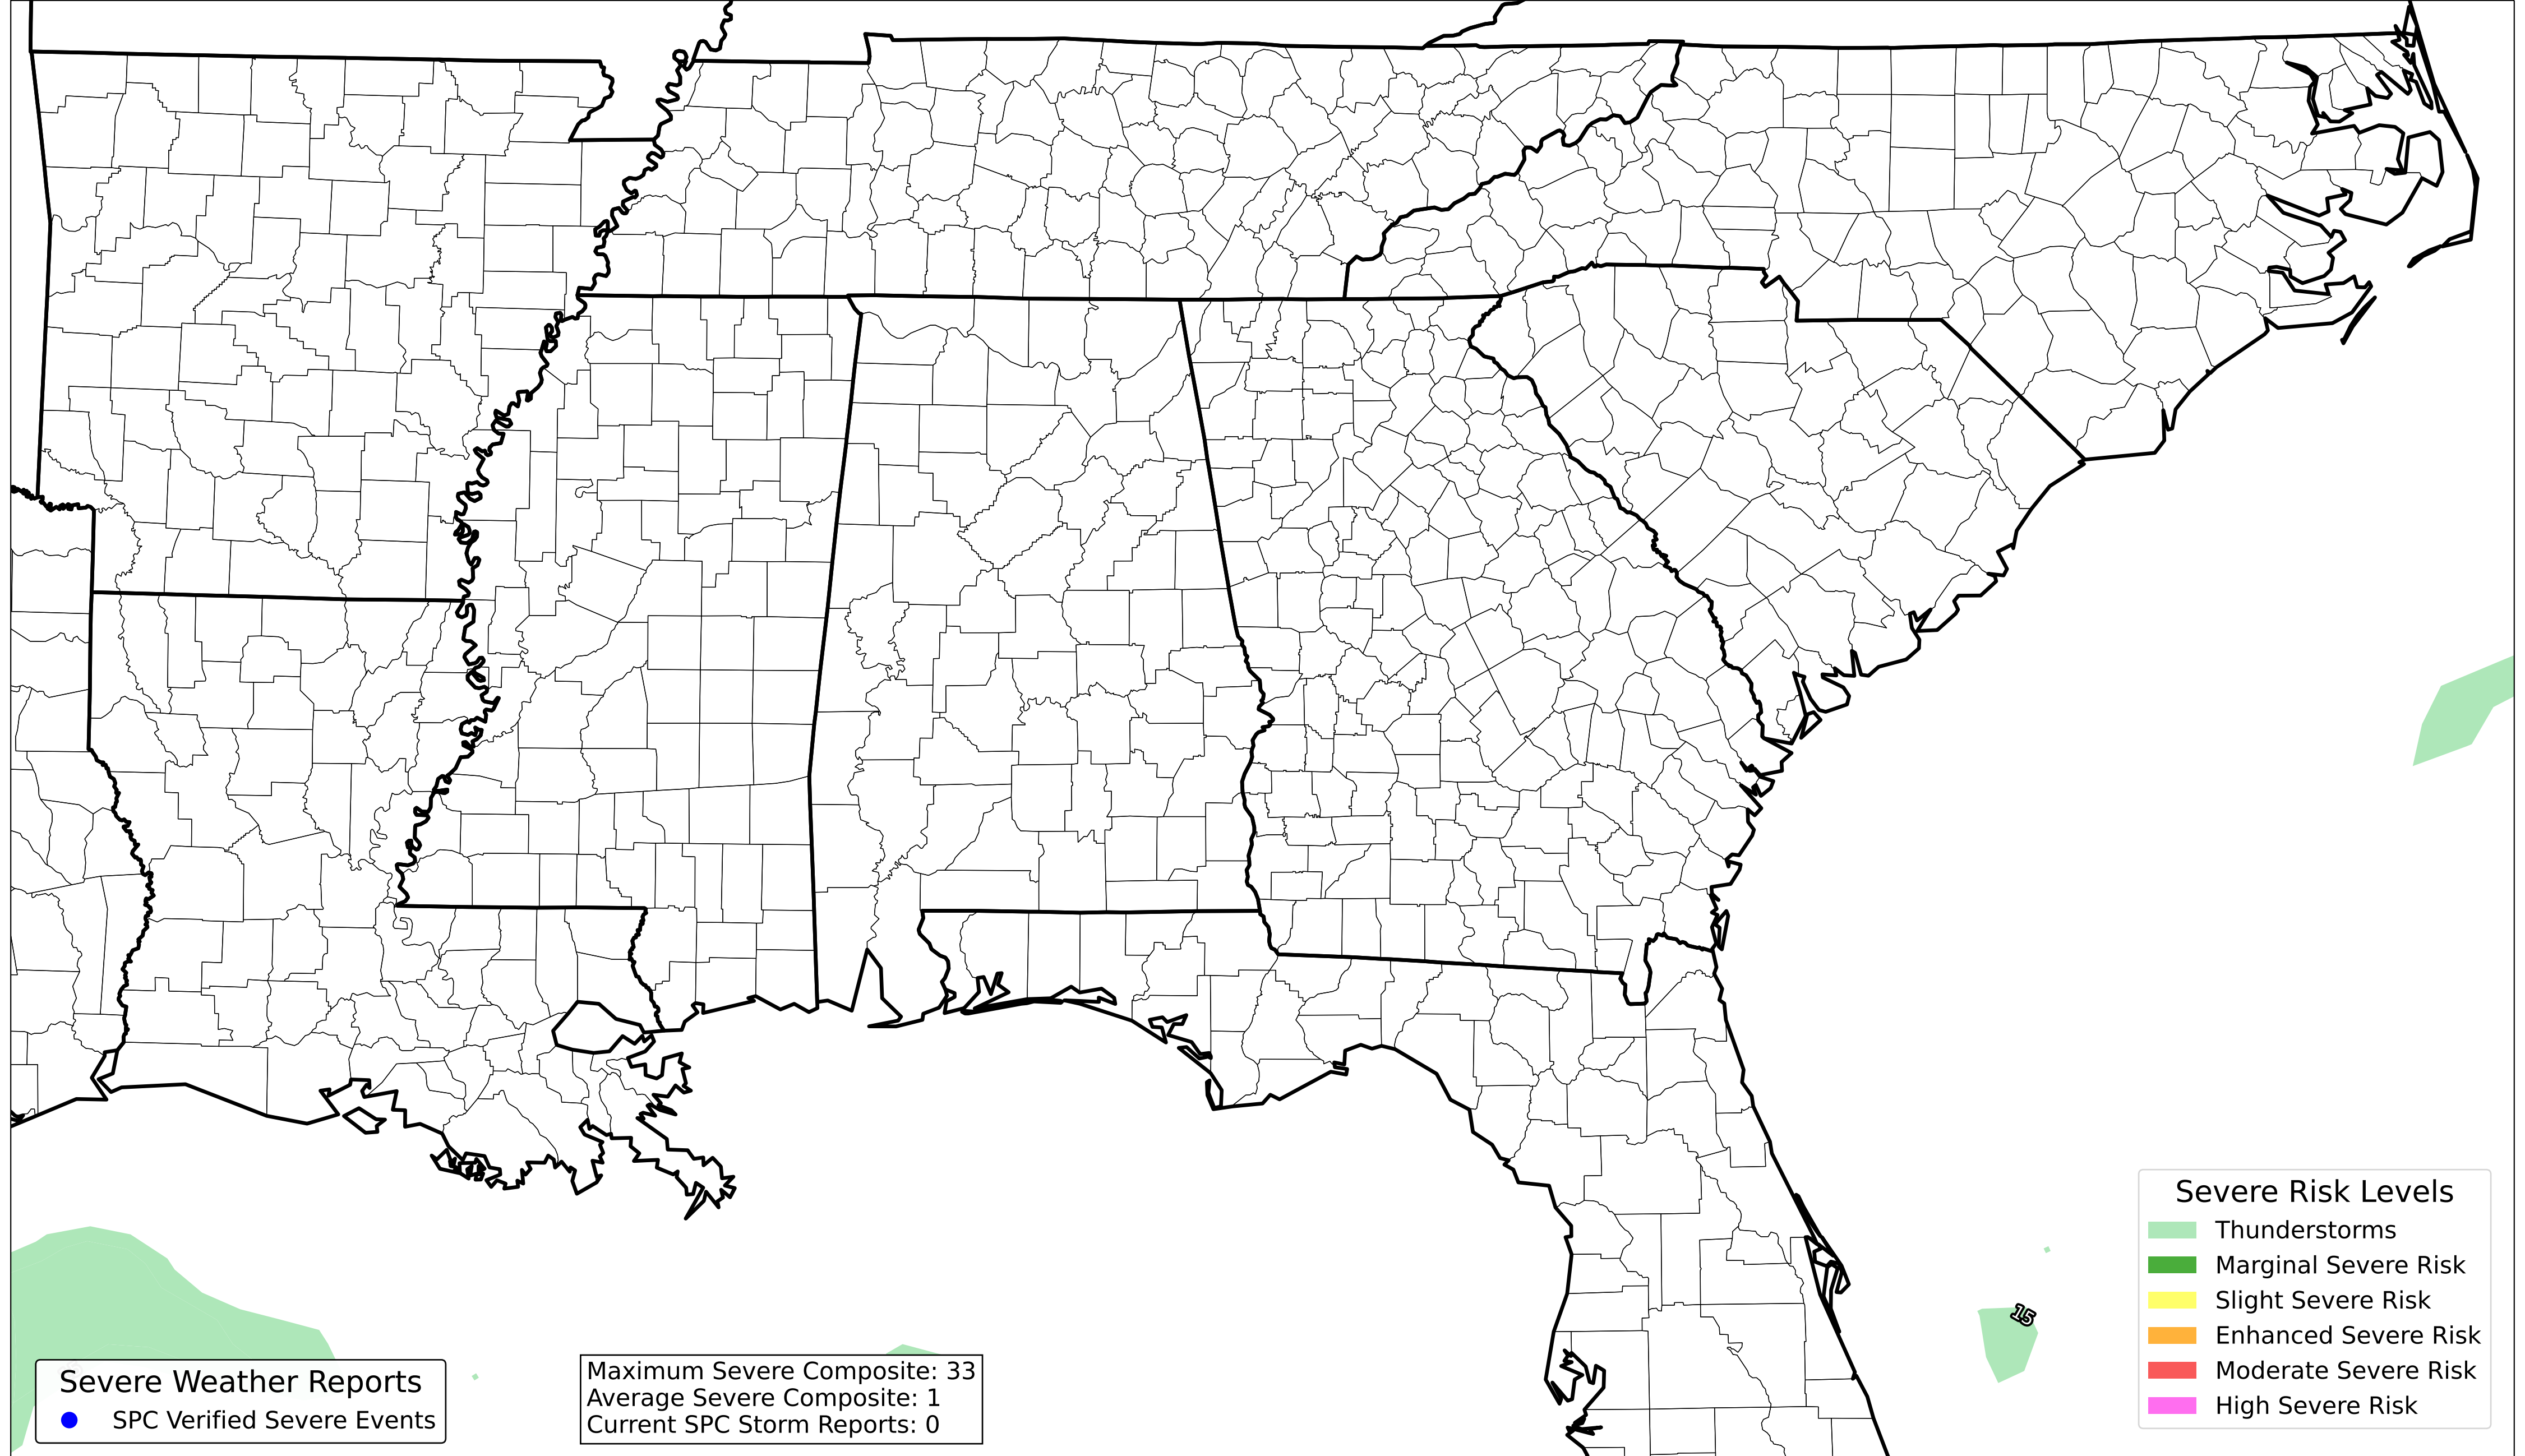 15
Severe Risk Levels
Thunderstorms
Marginal Severe Risk
Slight Severe Risk
Enhanced Severe Risk
Moderate Severe Risk
High Severe Risk
Severe Weather Reports
SPC Verified Severe Events
Maximum Severe Composite: 33
Average Severe Composite: 1
Current SPC Storm Reports: 0